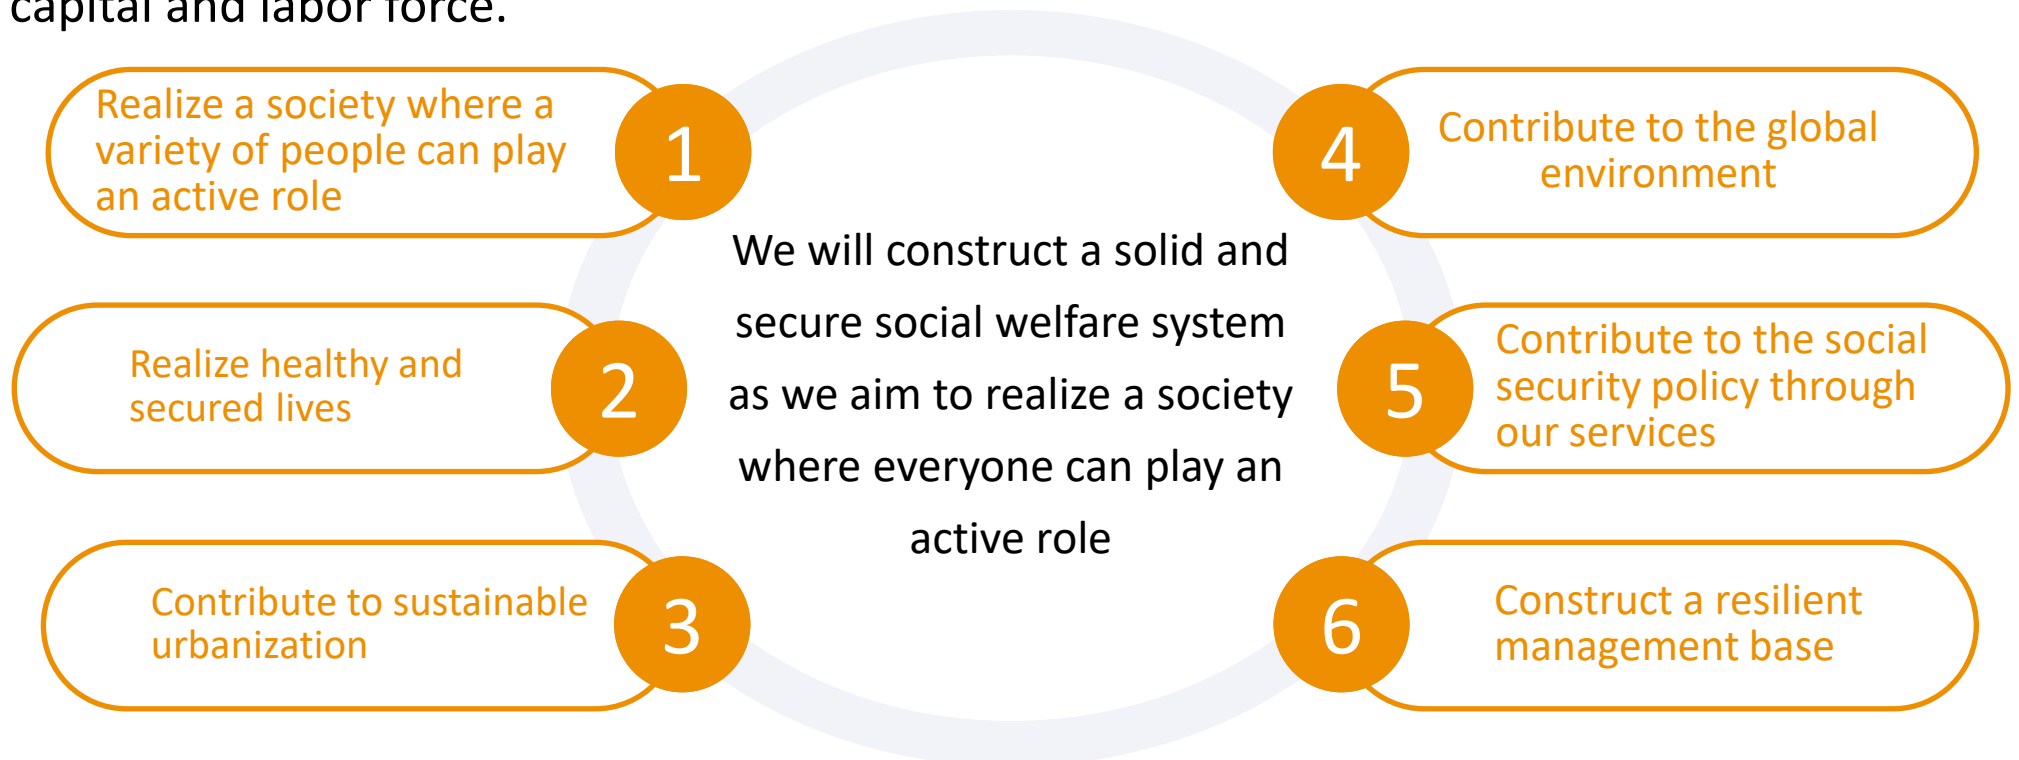 capital and labor force.
Realize a society where a
variety of people can play
an active role
1
Realize healthy and
secured lives
2
Contribute to sustainable
urbanization
3
We will construct a solid and
secure social welfare system
as we aim to realize a society
where everyone can play an
active role
4
Contribute to the global
environment
5
Contribute to the social
security policy through
our services
6
Construct a resilient
management base